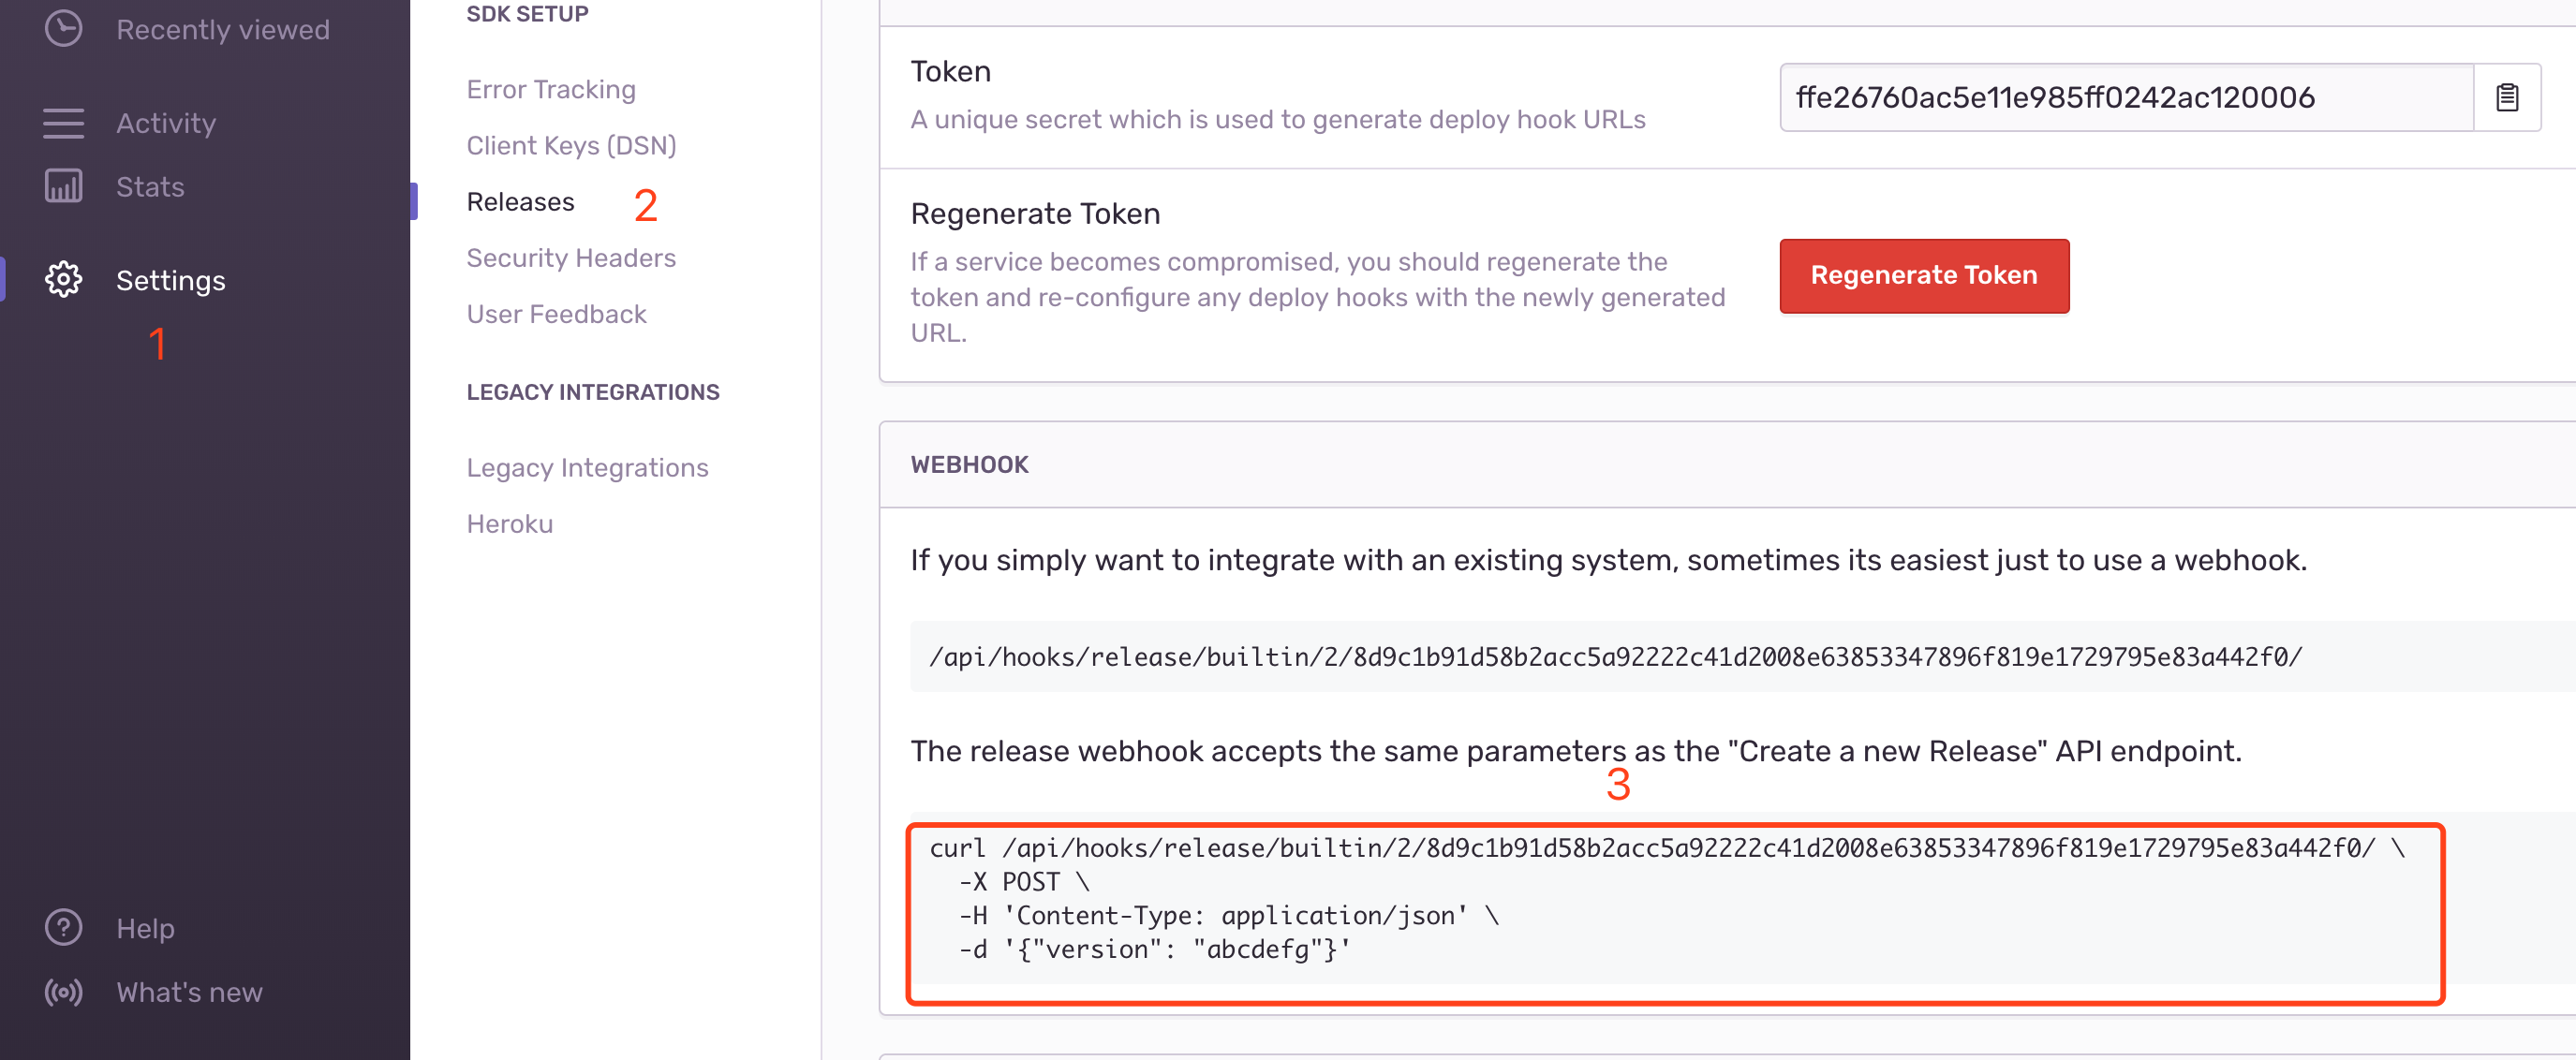 Recently viewed
Activity
Stats
Settings
1
Help
What's new
SDK SETUP
Error Tracking
Client Keys (DSN)
Releases 2
Security Headers
User Feedback
LEGACY INTEGRATIONS
Legacy Integrations
Heroku
Token
A unique secret which is used to generate deploy hook URLs
ffe26760ac5e11e985ff0242ac120006
Regenerate Token
If a service becomes compromised, you should regenerate the
token and re-configure any deploy hooks with the newly generated
URL.
Regenerate Token
WEBHOOK
If you simply want to integrate with an existing system, sometimes its easiest just to use a webhook.
/api/hooks/release/builtin/2/8d9c1b91d58b2acc5a92222c41d2008e63853347896f819e1729795e83a442f0/
The release webhook accepts the same parameters as the "Create a new Release" API endpoint.
3
curl /api/hooks/release/builtin/2/8d9c1b91d58b2acc5a92222c41d2008e63853347896f819e1729795e83a442f0/ \
-X POST \
-H 'Content-Type: application/json' \
-d '{"version": "abcdefg"}'